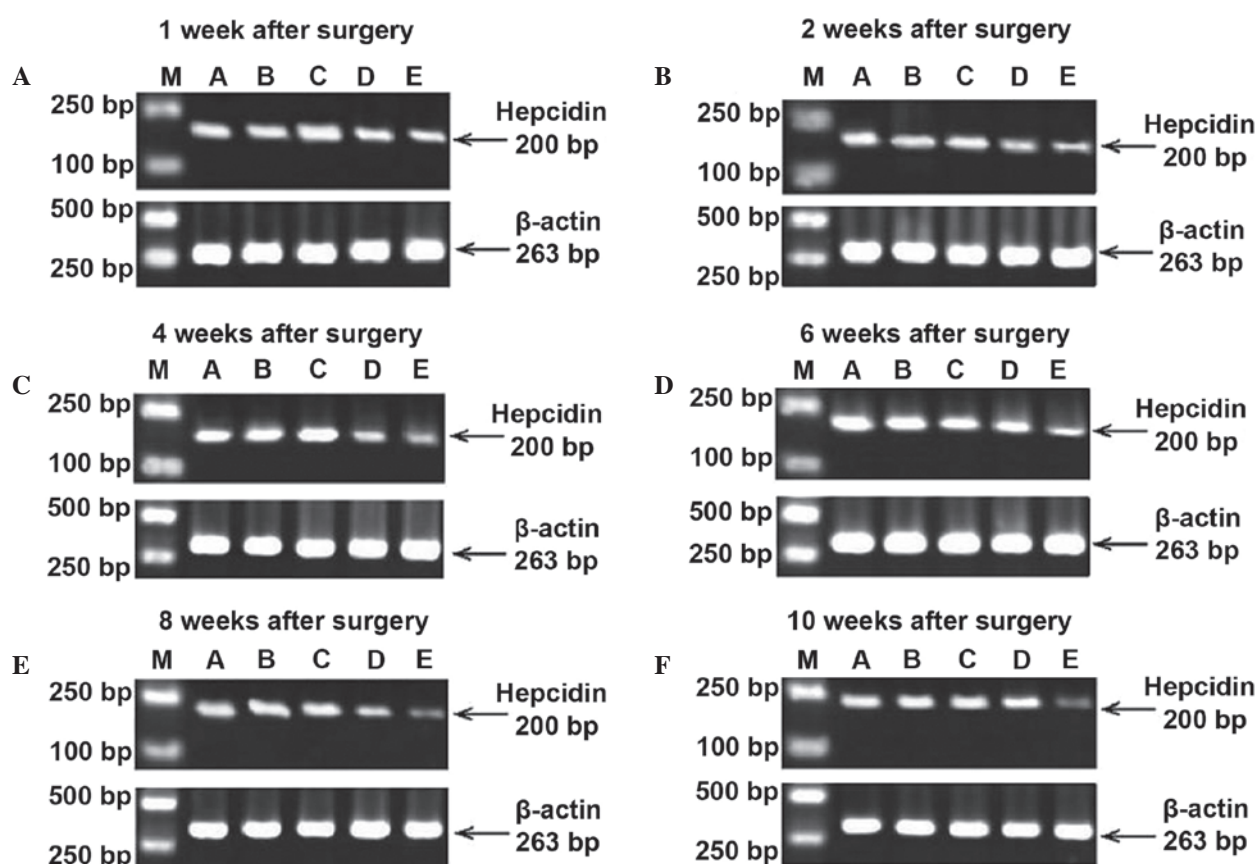 1 week after surgery
A
M A B C D E
250 bp
100 bp
Hepcidin
200 bp
500 bp
250 bp
β-actin
263 bp
2 weeks after surgery
B
M A B C D E
250 bp
100 bp
Hepcidin
200 bp
500 bp
250 bp
β-actin
263 bp
4 weeks after surgery
C
M A B C D E
250 bp
100 bp
Hepcidin
200 bp
500 bp
250 bp
β-actin
263 bp
6 weeks after surgery
D
M A B C D E
250 bp
100 bp
Hepcidin
200 bp
500 bp
250 bp
β-actin
263 bp
8 weeks after surgery
E
M A B C D E
250 bp
100 bp
Hepcidin
200 bp
500 bp
250 bp
β-actin
263 bp
10 weeks after surgery
F
M A B C D E
250 bp
100 bp
Hepcidin
200 bp
500 bp
250 bp
β-actin
263 bp